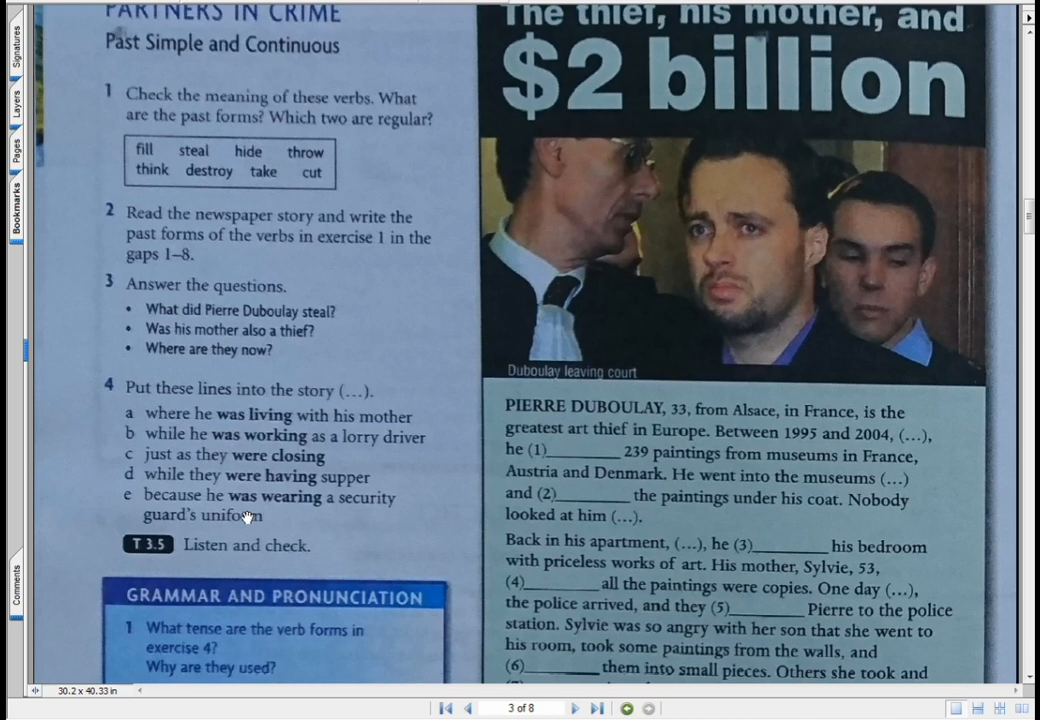 Signatures
Layers
Pages
Bookmarks
Comments
PARTNERS IN CRIME
Past Simple and Continuous
1 Check the meaning of these verbs. What
are the past forms? Which two are regular?
fill steal hide throw
think destroy take cut
2 Read the newspaper story and write the
past forms of the verbs in exercise 1 in the
gaps 1–8.
3 Answer the questions.
• What did Pierre Duboulay steal?
• Was his mother also a thief?
• Where are they now?
4 Put these lines into the story (…).
a where he was living with his mother
b while he was working as a lorry driver
c just as they were closing
d while they were having supper
e because he was wearing a security
guard's uniform
T 3.5 Listen and check.
GRAMMAR AND PRONUNCIATION
1 What tense are the verb forms in
exercise 4?
Why are they used?
The thief, his mother, and
$2 billion
Duboulay leaving court
PIERRE DUBOULAY, 33, from Alsace, in France, is the
greatest art thief in Europe. Between 1995 and 2004, (…),
he (1)________ 239 paintings from museums in France,
Austria and Denmark. He went into the museums (…)
and (2)________ the paintings under his coat. Nobody
looked at him (…).
Back in his apartment, (…), he (3)________ his bedroom
with priceless works of art. His mother, Sylvie, 53,
(4)________ all the paintings were copies. One day (…),
the police arrived, and they (5)________ Pierre to the police
station. Sylvie was so angry with her son that she went to
his room, took some paintings from the walls, and
(6)________ them into small pieces. Others she took and
30.2 x 40.33 in
3 of 8